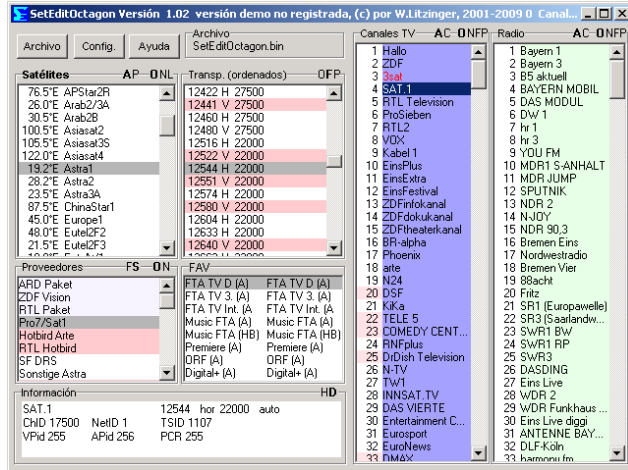 SetEditOctagon Versión 1.02 versión demo no registrada, (c) por W.Litzinger, 2001-2009 0 Canal...
Archivo
Config.
Ayuda
Archivo
SetEditOctagon.bin
Satélites AP ONL
76.5°E APStar2R
26.0°E Arab2/3A
30.5°E Arab2B
100.5°E Asiasat2
105.5°E Asiasat3S
122.0°E Asiasat4
19.2°E Astra1
28.2°E Astra2
23.5°E Astra3A
87.5°E ChinaStar1
45.0°E Europe1
48.0°E Eutel2F2
21.5°E Eutel2F3
Transp. (ordenados) OFP
12422 H 27500
12441 V 27500
12460 H 27500
12480 V 27500
12516 H 22000
12522 V 22000
12544 H 22000
12551 V 22000
12574 H 22000
12580 V 22000
12604 H 22000
12633 H 22000
12640 V 22000
Proveedores FS ON
ARD Paket
ZDF Vision
RTL Paket
Pro7/Sat1
Hotbird Arte
RTL Hotbird
SF DRS
Sonstige Astra
FAV
FTA TV D (A) FTA TV D (A)
FTA TV 3. (A) FTA TV 3. (A)
FTA TV Int. (A FTA TV Int. (A
Music FTA (A) Music FTA (A)
Music FTA (HB) Music FTA (HB)
Premiere (A) Premiere (A)
ORF (A) ORF (A)
Digital+ (A) Digital+ (A)
Información HD
SAT.1 12544 hor 22000 auto
ChID 17500 NetID 1 TSID 1107
VPid 255 APid 256 PCR 255
Canales TV AC ONFP
1 Hallo
2 ZDF
3 3sat
4 SAT.1
5 RTL Television
6 ProSieben
7 RTL2
8 VOX
9 Kabel 1
10 EinsPlus
11 EinsExtra
12 EinsFestival
13 ZDFinfokanal
14 ZDFdokukanal
15 ZDFtheaterkanal
16 BR-alpha
17 Phoenix
18 arte
19 N24
20 DSF
21 KiKa
22 TELE 5
23 COMEDY CENT...
24 RNFplus
25 DrDish Television
26 N-TV
27 TW1
28 INNSAT.TV
29 DAS VIERTE
30 Entertainment C...
31 Eurosport
32 EuroNews
33 DMAX
Radio AC ONFP
1 Bayern 1
2 Bayern 3
3 B5 aktuell
4 BAYERN MOBIL
5 DAS MODUL
6 DW 1
7 hr 1
8 hr 3
9 YOU FM
10 MDR1 S-ANHALT
11 MDR JUMP
12 SPUTNIK
13 NDR 2
14 N-JOY
15 NDR 90,3
16 Bremen Eins
17 Nordwestradio
18 Bremen Vier
19 88acht
20 Fritz
21 SR1 (Europawelle)
22 SR3 (Saarlandw...
23 SWR1 BW
24 SWR1 RP
25 SWR3
26 DASDING
27 Eins Live
28 WDR 2
29 WDR Funkhaus ...
30 Eins Live diggi
31 ANTENNE BAY...
32 DLF-Köln
33 harmony.fm